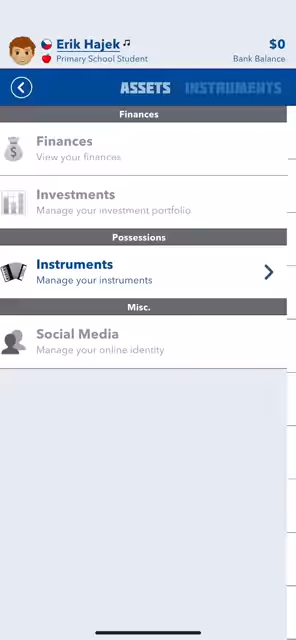 Erik Hajek
$0
Primary School Student
Bank Balance
ASSETS INSTRUMENTS
Finances
Finances
View your finances
Investments
Manage your investment portfolio
Possessions
Instruments
Manage your instruments
Misc.
Social Media
Manage your online identity